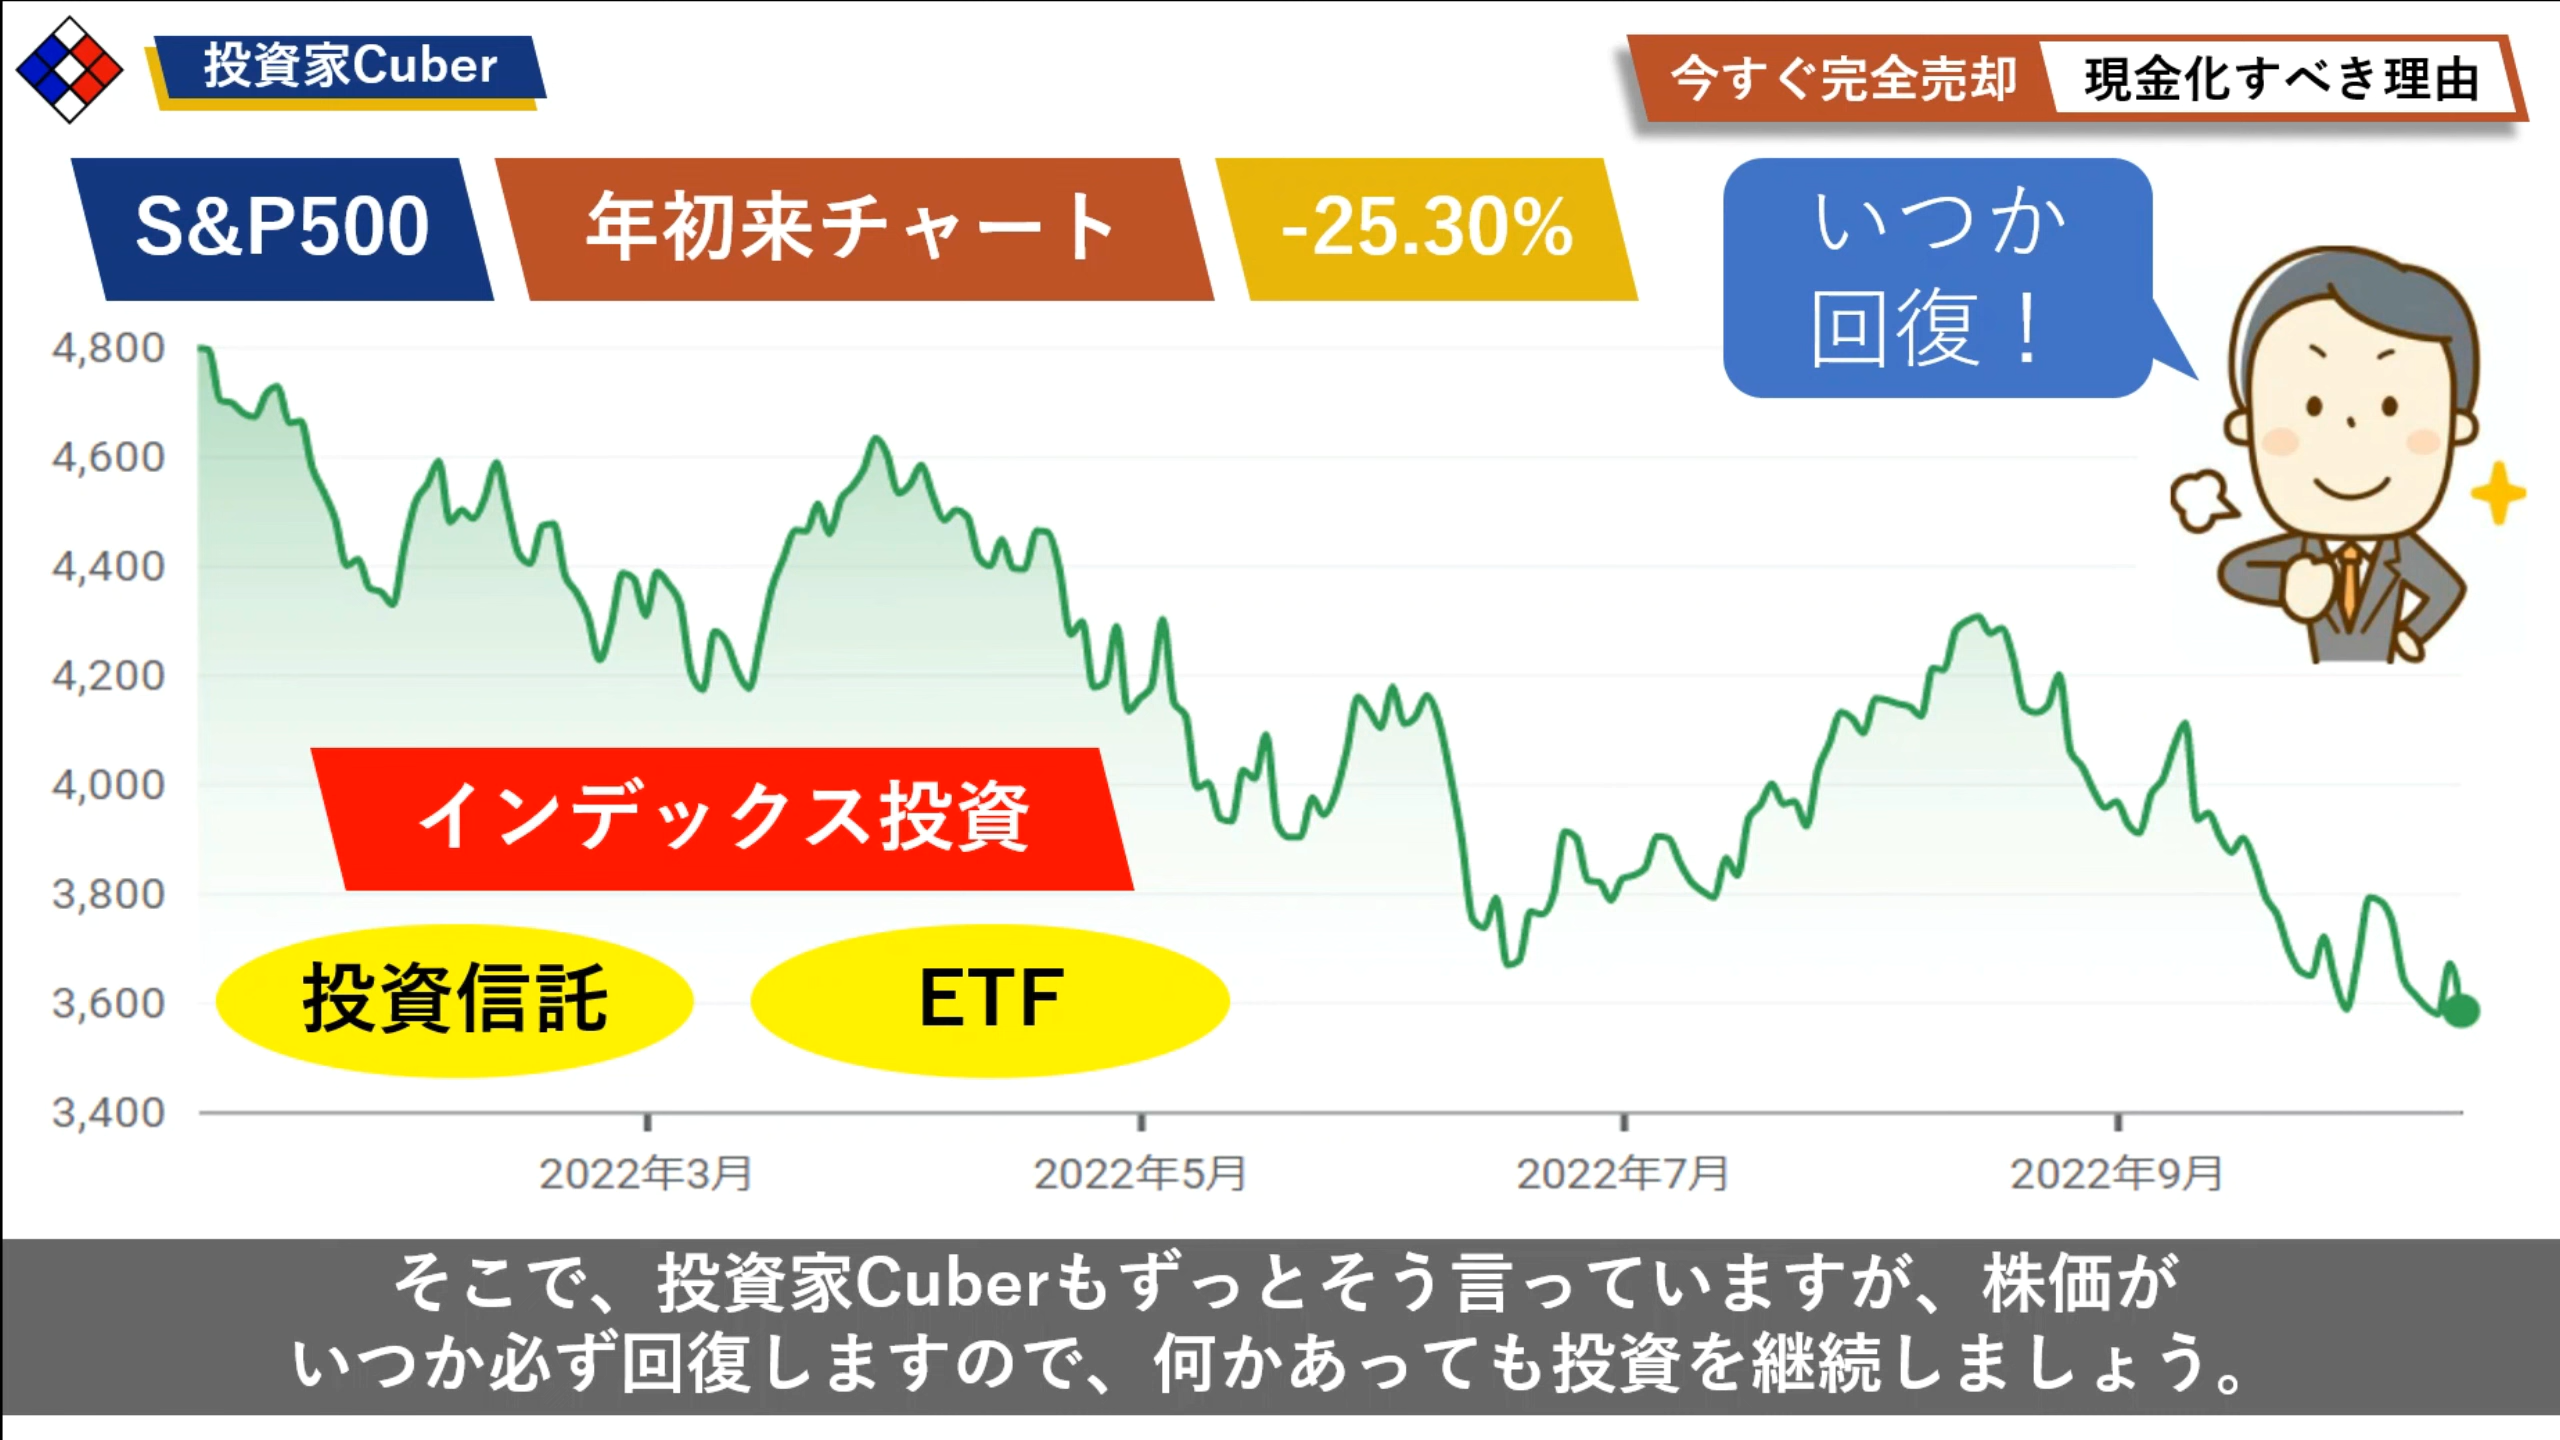 投資家Cuber
今すぐ完全売却 現金化すべき理由
S&P500 年初来チャート -25.30%
いつか
回復！
4,800
4,600
4,400
4,200
4,000
3,800
3,600
3,400
インデックス投資
投資信託 ETF
2022年3月 2022年5月 2022年7月 2022年9月
そこで、投資家Cuberもずっとそう言っていますが、株価が
いつか必ず回復しますので、何かあっても投資を継続しましょう。